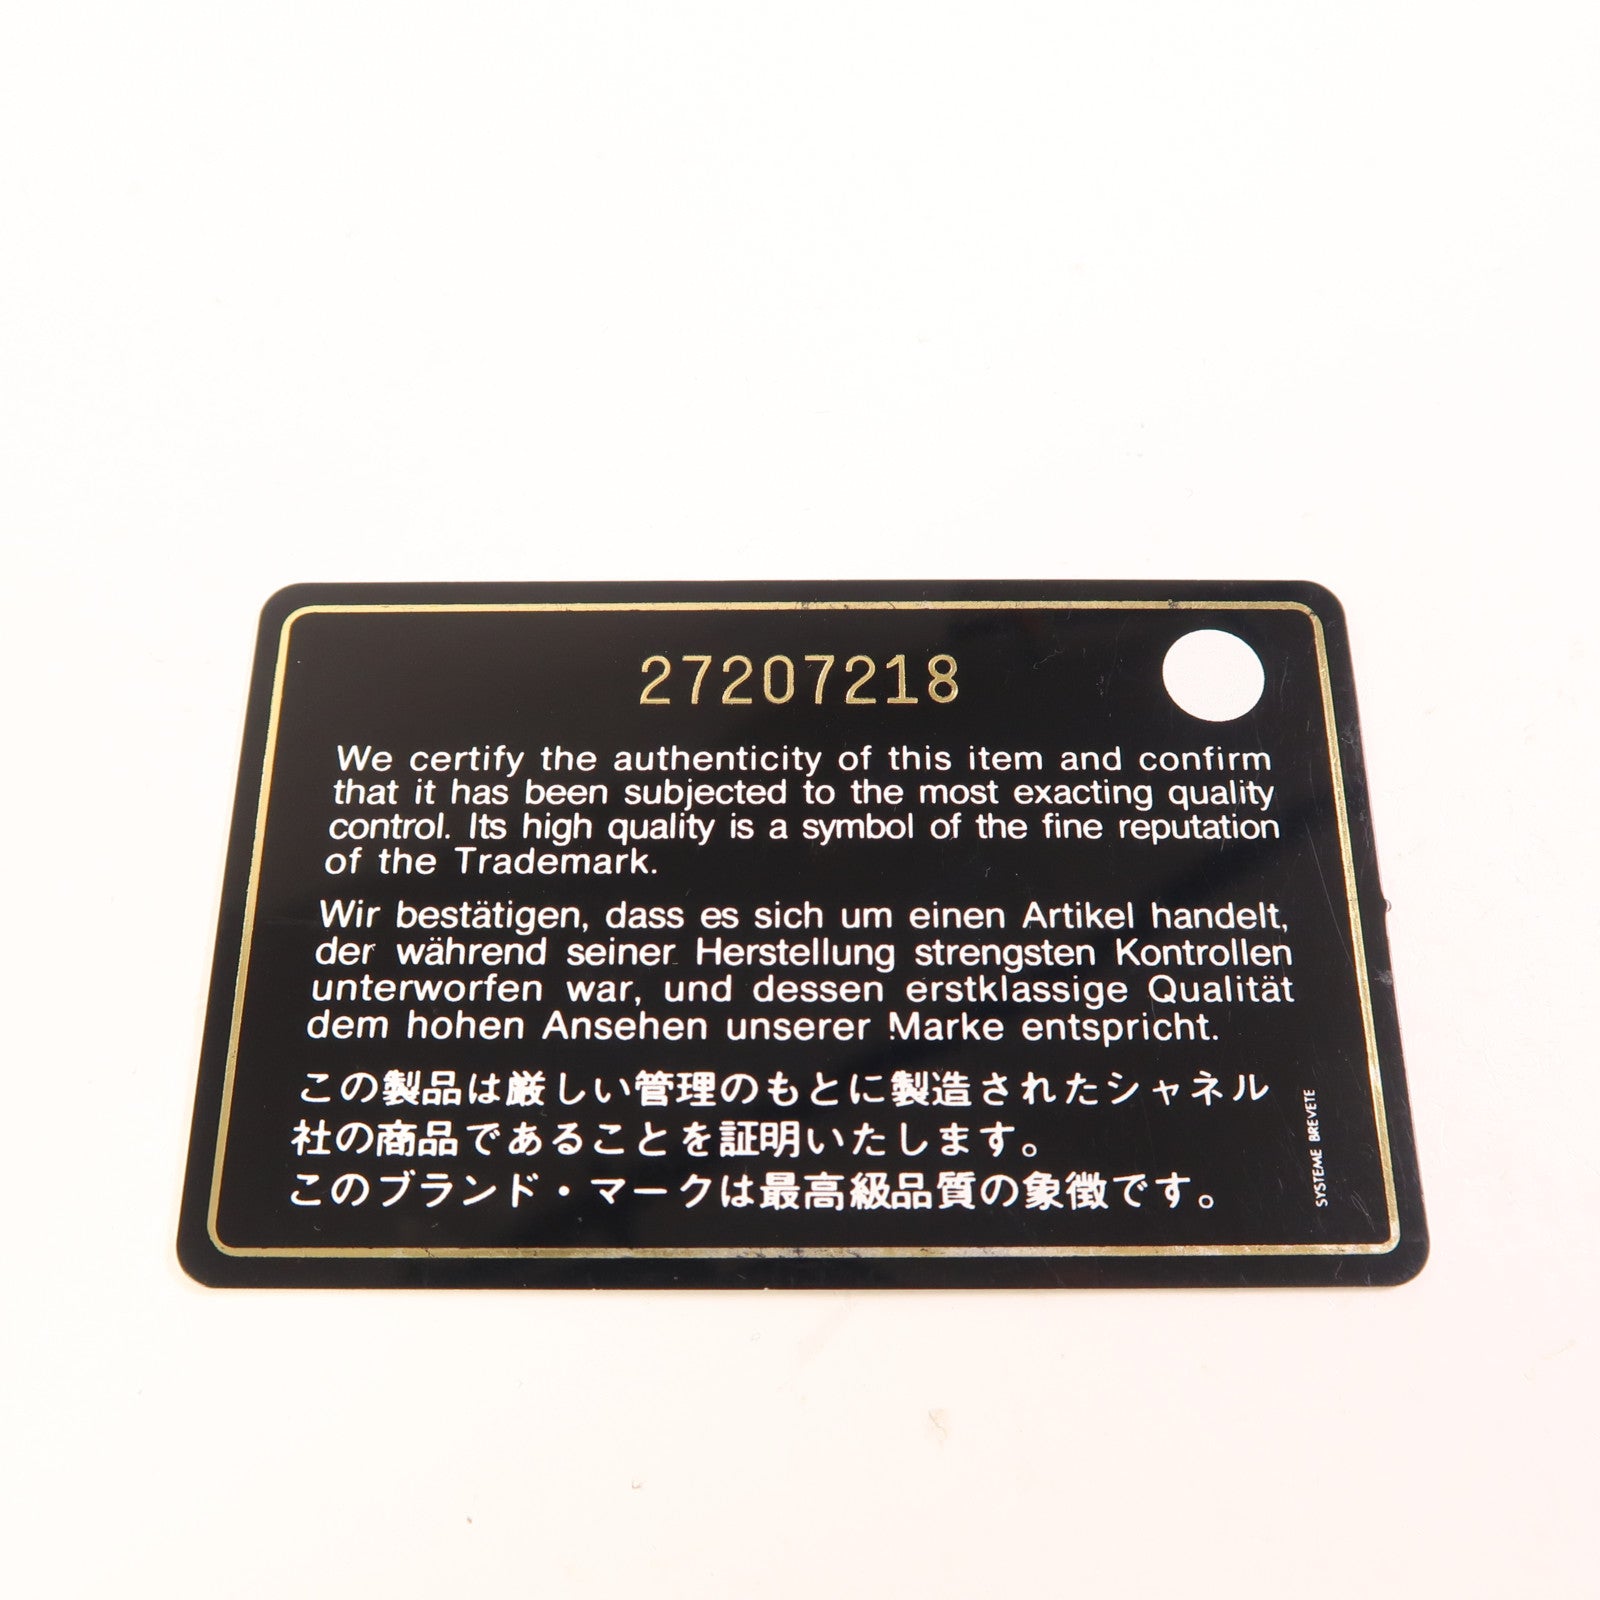 27207218
We certify the authenticity of this item and confirm
that it has been subjected to the most exacting quality
control. Its high quality is a symbol of the fine reputation
of the Trademark.
Wir bestätigen, dass es sich um einen Artikel handelt,
der während seiner Herstellung strengsten Kontrollen
unterworfen war, und dessen erstklassige Qualität
dem hohen Ansehen unserer Marke entspricht.
この製品は厳しい管理のもとに製造されたシャネル
社の商品であることを証明いたします。
このブランド・マークは最高級品質の象徴です。
SYSTEME BREVETE